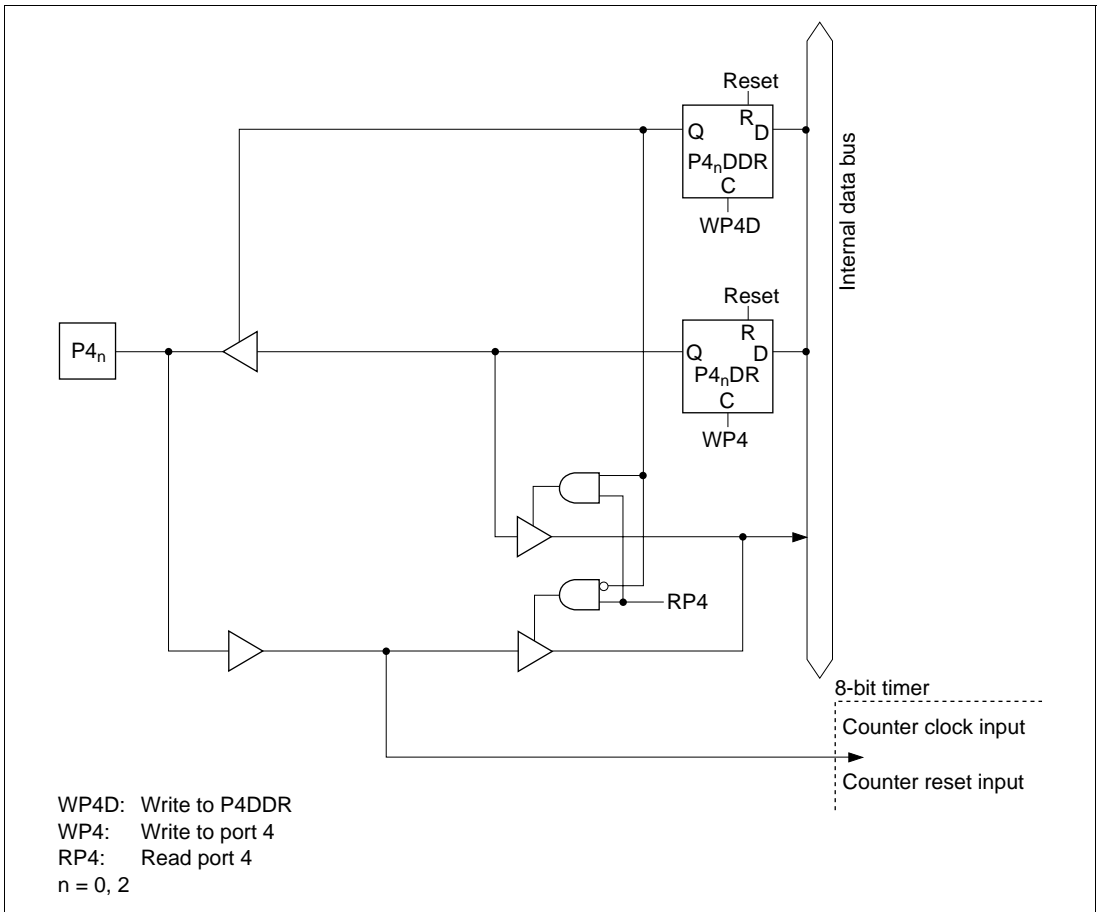 Reset
R
Q D
P4nDDR
C
WP4D
Internal data bus
Reset
R
P4n
Q D
P4nDR
C
WP4
RP4
8-bit timer
Counter clock input
Counter reset input
WP4D: Write to P4DDR
WP4: Write to port 4
RP4: Read port 4
n = 0, 2